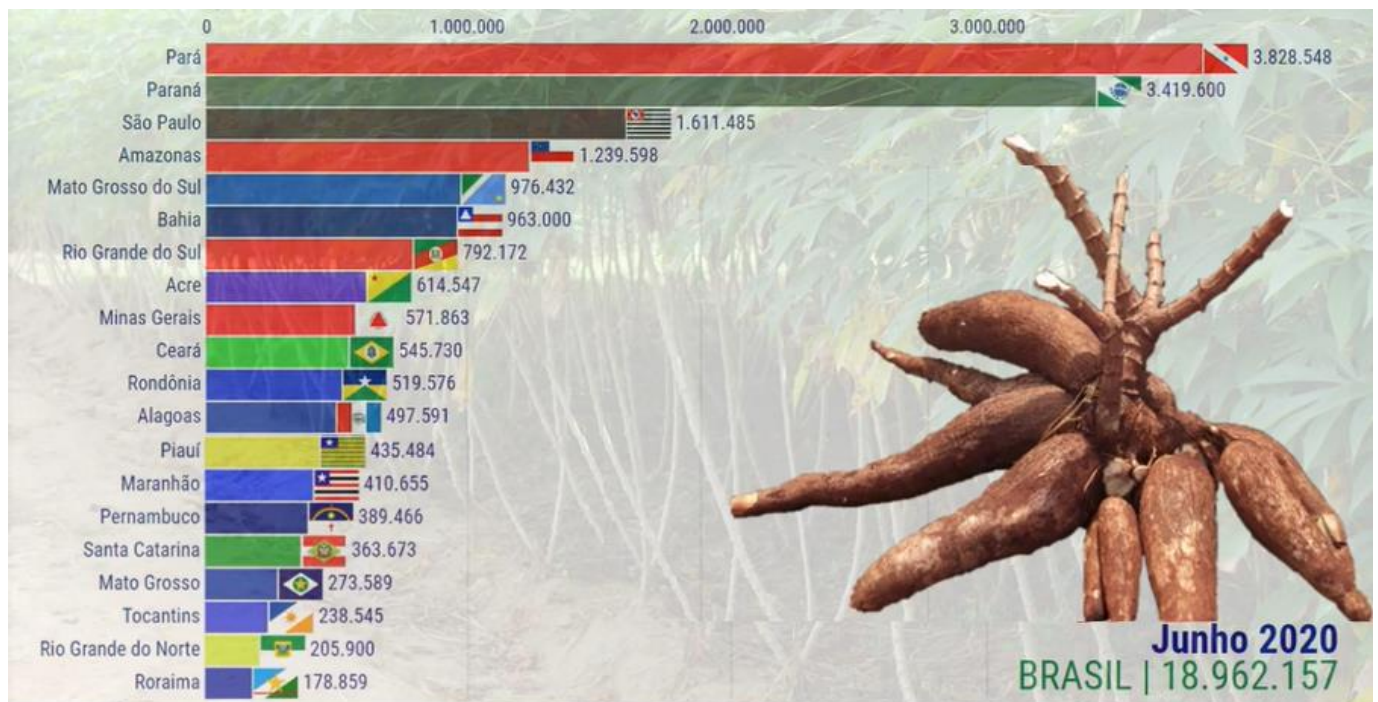 0 1.000.000 2.000.000 3.000.000
Pará 3.828.548
Paraná 3.419.600
São Paulo 1.611.485
Amazonas 1.239.598
Mato Grosso do Sul 976.432
Bahia 963.000
Rio Grande do Sul 792.172
Acre 614.547
Minas Gerais 571.863
Ceará 545.730
Rondônia 519.576
Alagoas 497.591
Piauí 435.484
Maranhão 410.655
Pernambuco 389.466
Santa Catarina 363.673
Mato Grosso 273.589
Tocantins 238.545
Rio Grande do Norte 205.900
Roraima 178.859
Junho 2020
BRASIL | 18.962.157